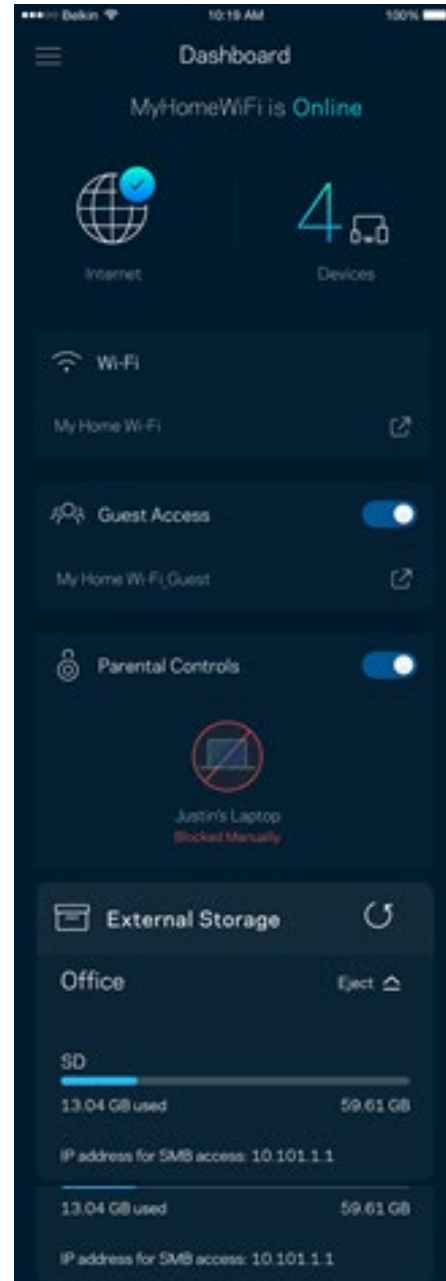 Belkin 10:19 AM 100%
Dashboard
MyHomeWiFi is Online
4
Internet Devices
Wi-Fi
My Home Wi-Fi
Guest Access
My Home Wi-Fi_Guest
Parental Controls
Justin's Laptop
Blocked Manually
External Storage
Office Eject
SD
13.04 GB used 59.61 GB
IP address for SMB access: 10.101.1.1
13.04 GB used 59.61 GB
IP address for SMB access: 10.101.1.1